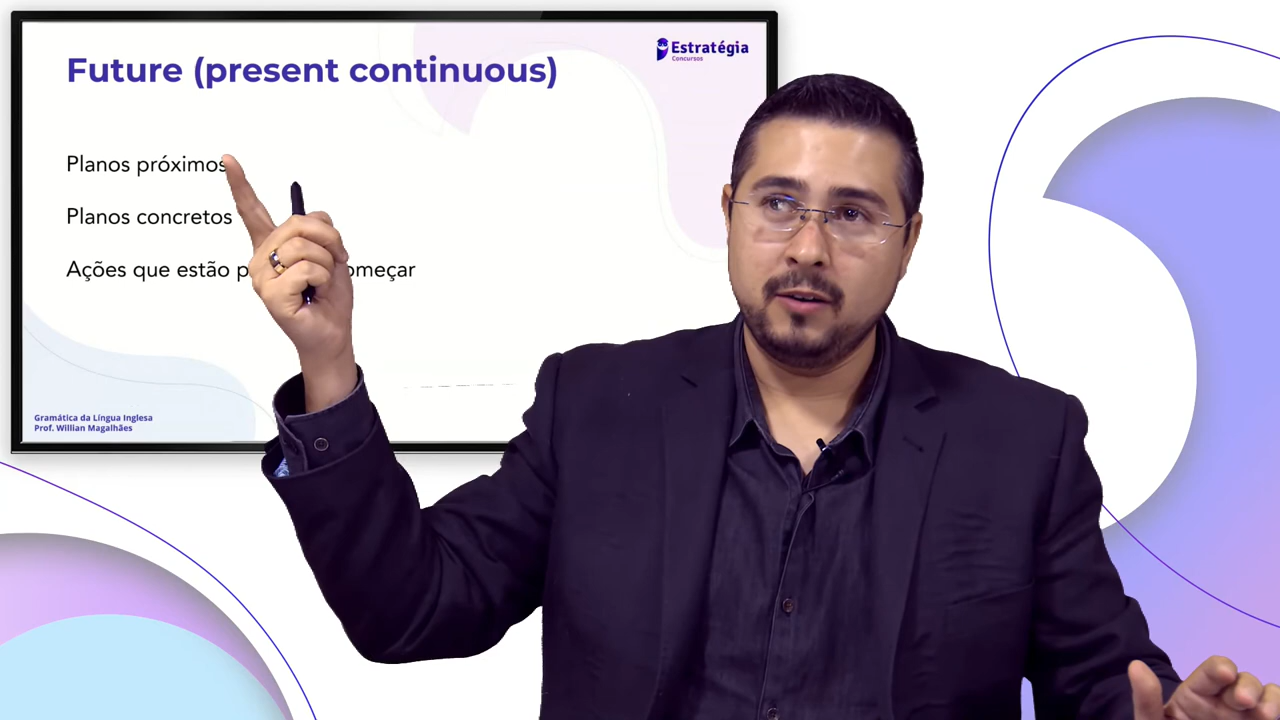 Future (present continuous)
Estratégia
Concursos
Planos próximos
Planos concretos
Ações que estão
Gramática da Língua Inglesa
Prof. Willian Magalhães